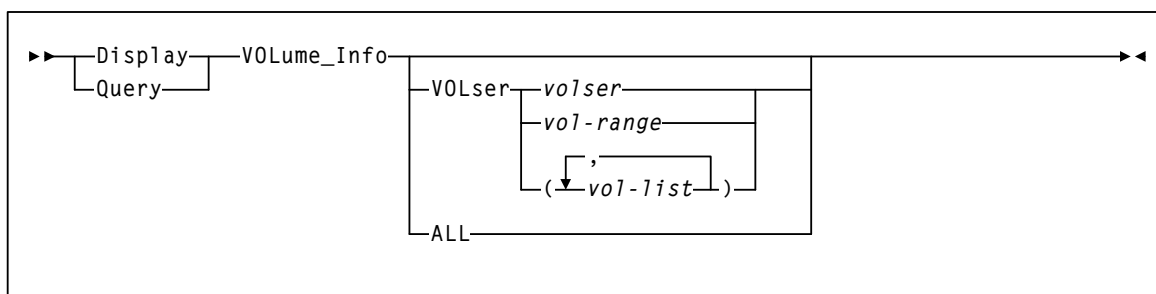 Display VOLume_Info
Query
VOLser volser
vol-range
,
( vol-list )
ALL